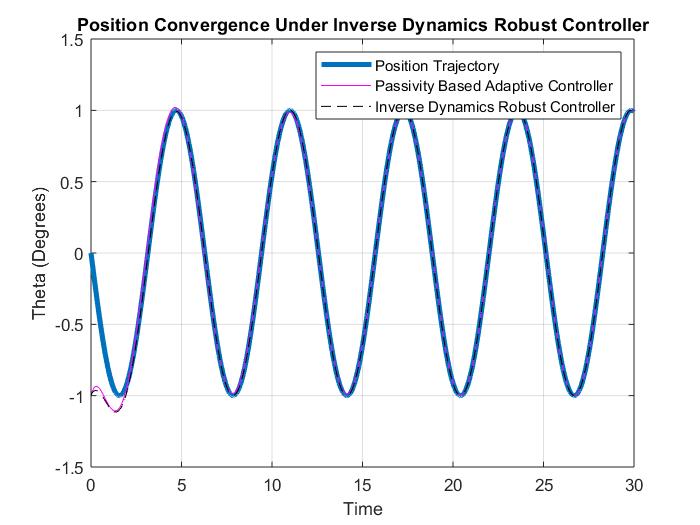 Position Convergence Under Inverse Dynamics Robust Controller
1.5
Position Trajectory
Passivity Based Adaptive Controller
Inverse Dynamics Robust Controller
1
0.5
0
-0.5
-1
-1.5
Theta (Degrees)
0 5 10 15 20 25 30
Time